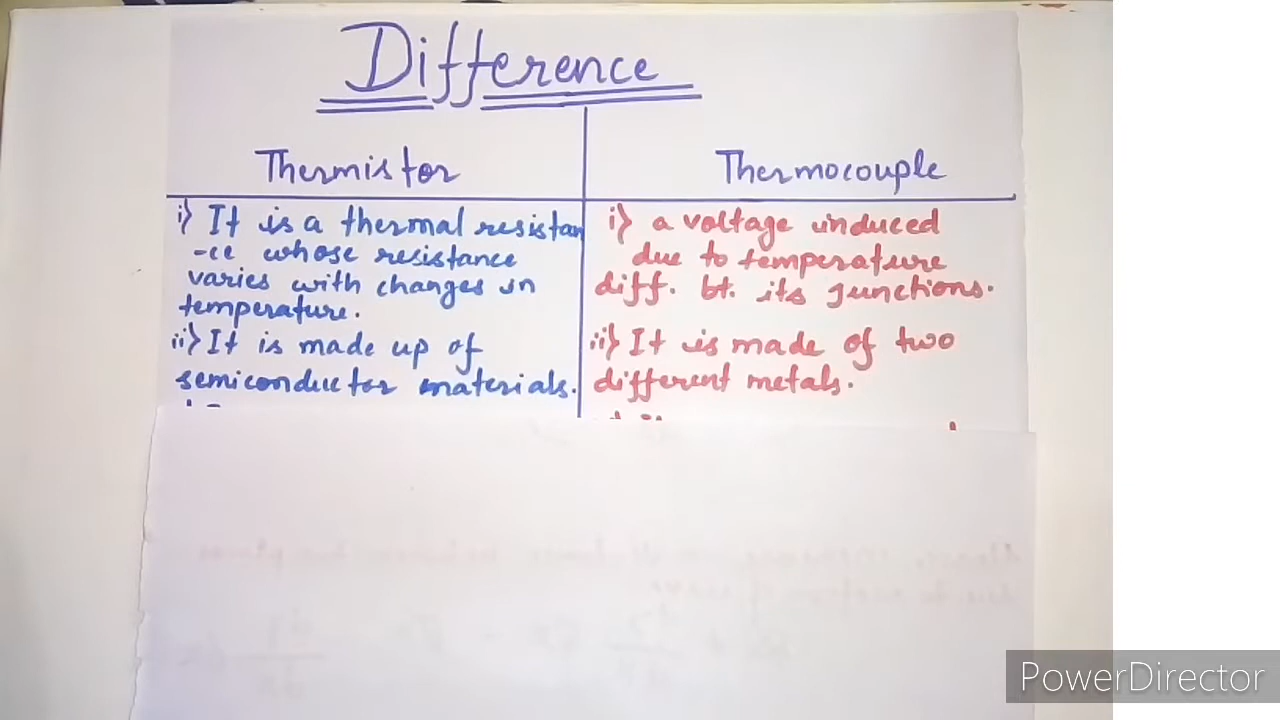 Difference
Thermistor
i) It is a thermal resistan
-ce whose resistance
varies with changes in
temperature.
ii) It is made up of
semiconductor materials.
Thermocouple
i) a voltage induced
due to temperature
diff. bt. its junctions.
ii) It is made of two
different metals.
PowerDirector